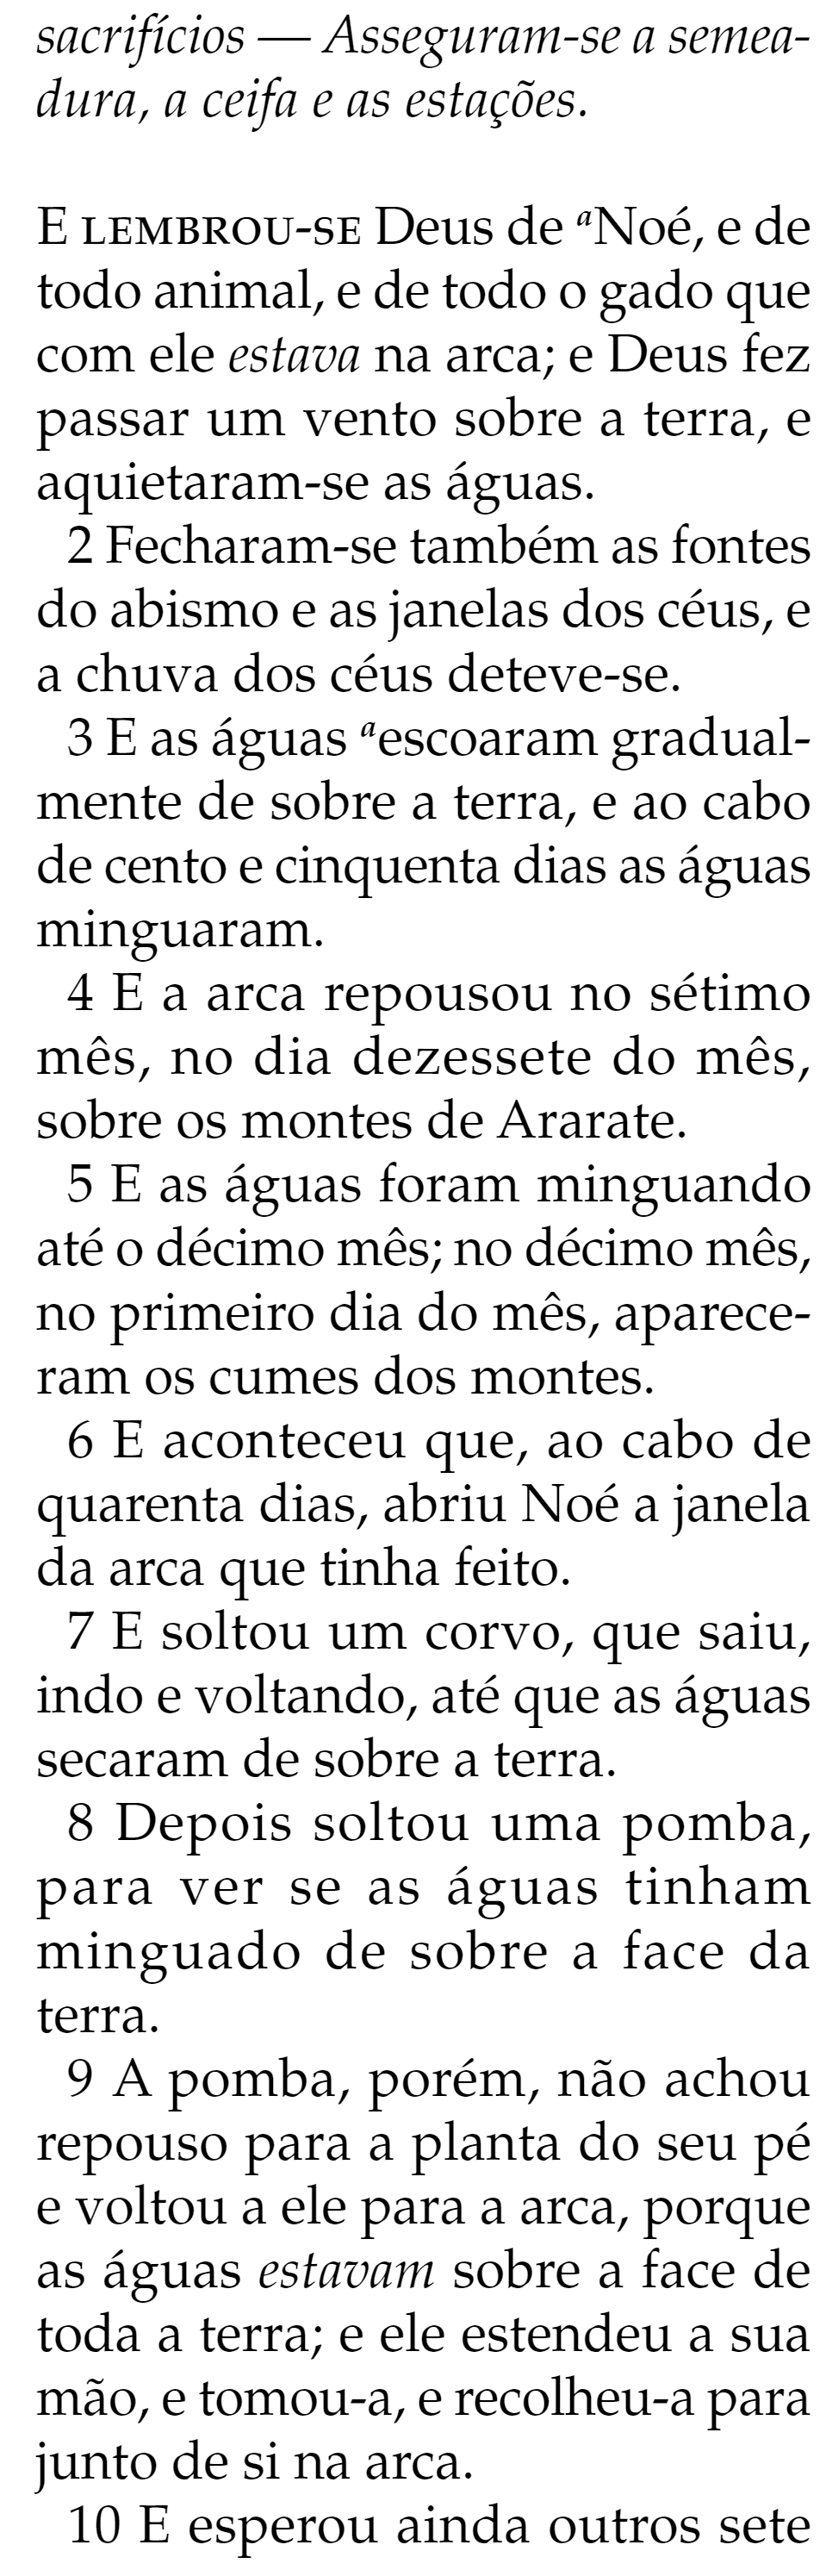 sacrifícios — Asseguram-se a semea-
dura, a ceifa e as estações.
E LEMBROU-SE Deus de aNoé, e de
todo animal, e de todo o gado que
com ele estava na arca; e Deus fez
passar um vento sobre a terra, e
aquietaram-se as águas.
2 Fecharam-se também as fontes
do abismo e as janelas dos céus, e
a chuva dos céus deteve-se.
3 E as águas aescoaram gradual-
mente de sobre a terra, e ao cabo
de cento e cinquenta dias as águas
minguaram.
4 E a arca repousou no sétimo
mês, no dia dezessete do mês,
sobre os montes de Ararate.
5 E as águas foram minguando
até o décimo mês; no décimo mês,
no primeiro dia do mês, aparece-
ram os cumes dos montes.
6 E aconteceu que, ao cabo de
quarenta dias, abriu Noé a janela
da arca que tinha feito.
7 E soltou um corvo, que saiu,
indo e voltando, até que as águas
secaram de sobre a terra.
8 Depois soltou uma pomba,
para ver se as águas tinham
minguado de sobre a face da
terra.
9 A pomba, porém, não achou
repouso para a planta do seu pé
e voltou a ele para a arca, porque
as águas estavam sobre a face de
toda a terra; e ele estendeu a sua
mão, e tomou-a, e recolheu-a para
junto de si na arca.
10 E esperou ainda outros sete